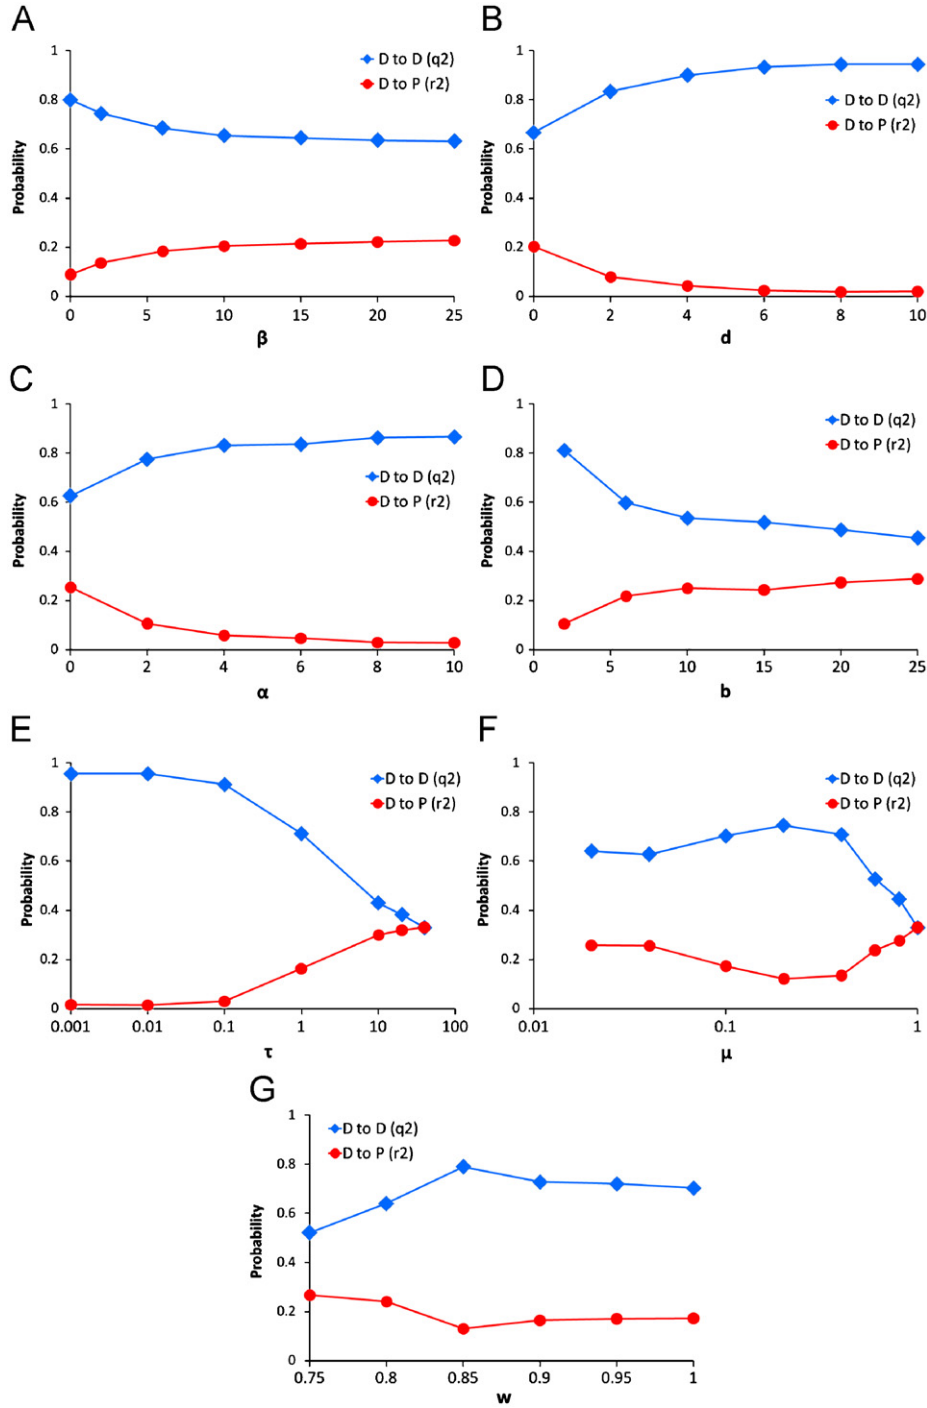 A
1
0.8
0.6
0.4
0.2
0
Probability
D to D (q2)
D to P (r2)
0 5 10 15 20 25
β
B
1
0.8
0.6
0.4
0.2
0
Probability
D to D (q2)
D to P (r2)
0 2 4 6 8 10
d
C
1
0.8
0.6
0.4
0.2
0
Probability
D to D (q2)
D to P (r2)
0 2 4 6 8 10
α
D
1
0.8
0.6
0.4
0.2
0
Probability
D to D (q2)
D to P (r2)
0 5 10 15 20 25
b
E
1
0.8
0.6
0.4
0.2
0
Probability
D to D (q2)
D to P (r2)
0.001 0.01 0.1 1 10 100
τ
F
1
0.8
0.6
0.4
0.2
0
Probability
D to D (q2)
D to P (r2)
0.01 0.1 1
μ
G
1
0.8
0.6
0.4
0.2
0
Probability
D to D (q2)
D to P (r2)
0.75 0.8 0.85 0.9 0.95 1
w